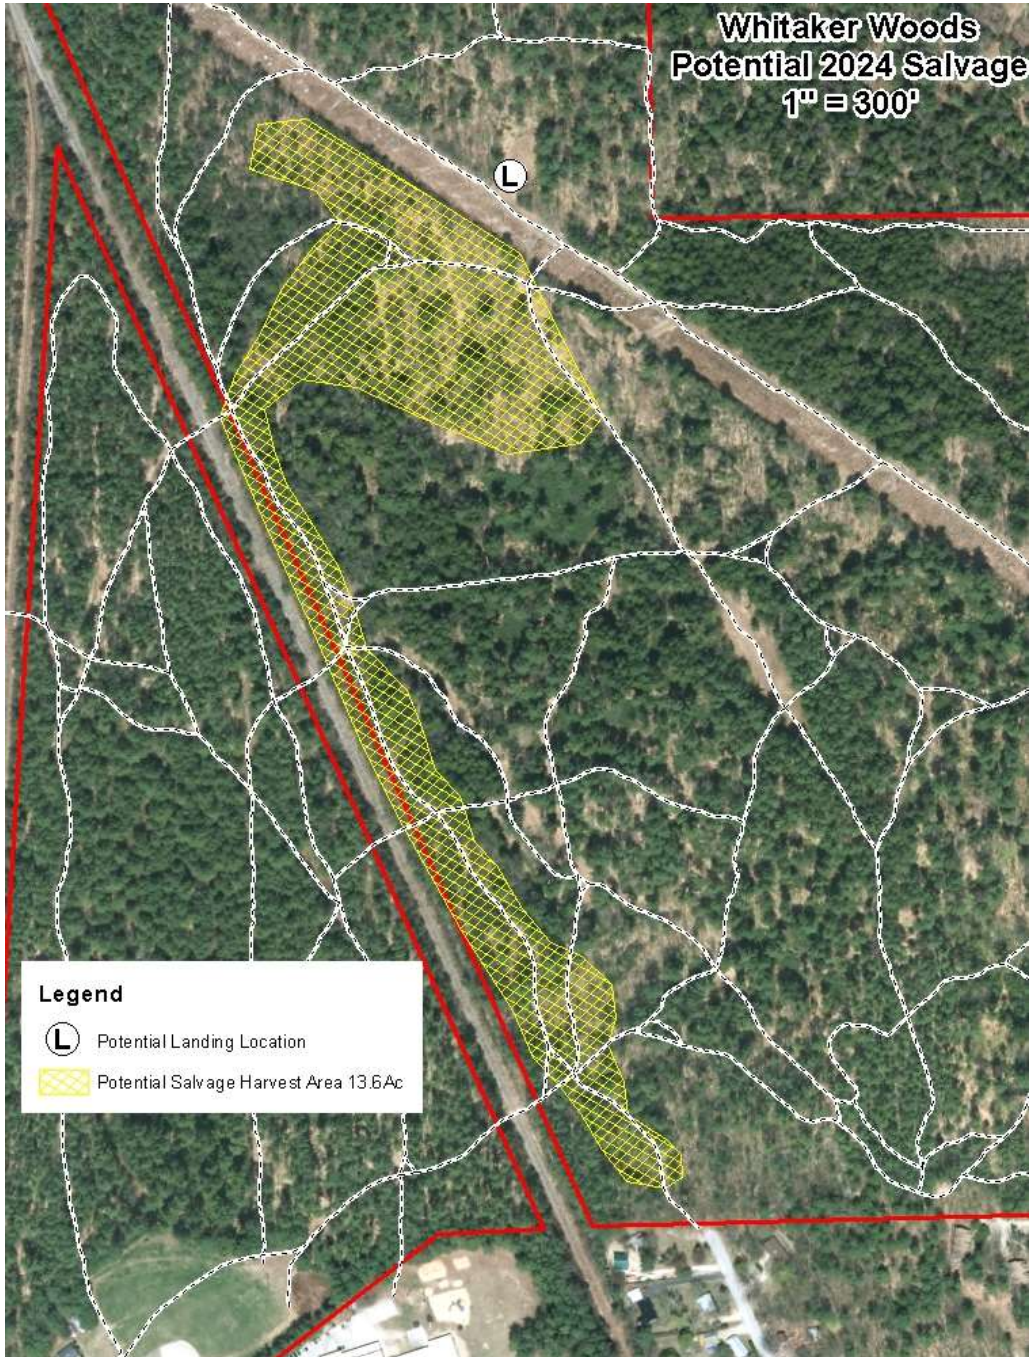 Whitaker Woods
Potential 2024 Salvage
1" = 300'
L
Legend
L Potential Landing Location
Potential Salvage Harvest Area 13.6Ac